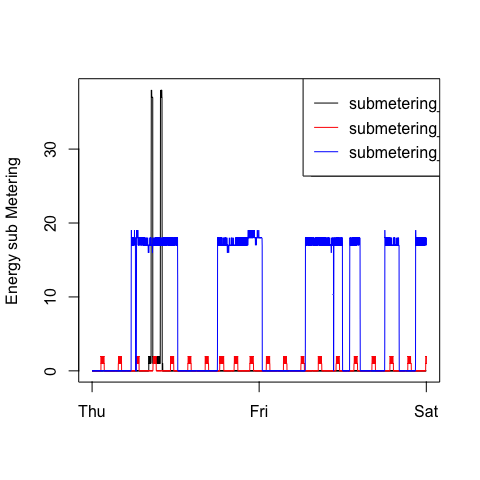 submetering_
submetering_
submetering_
Energy sub Metering
30
20
10
0
Thu Fri Sat